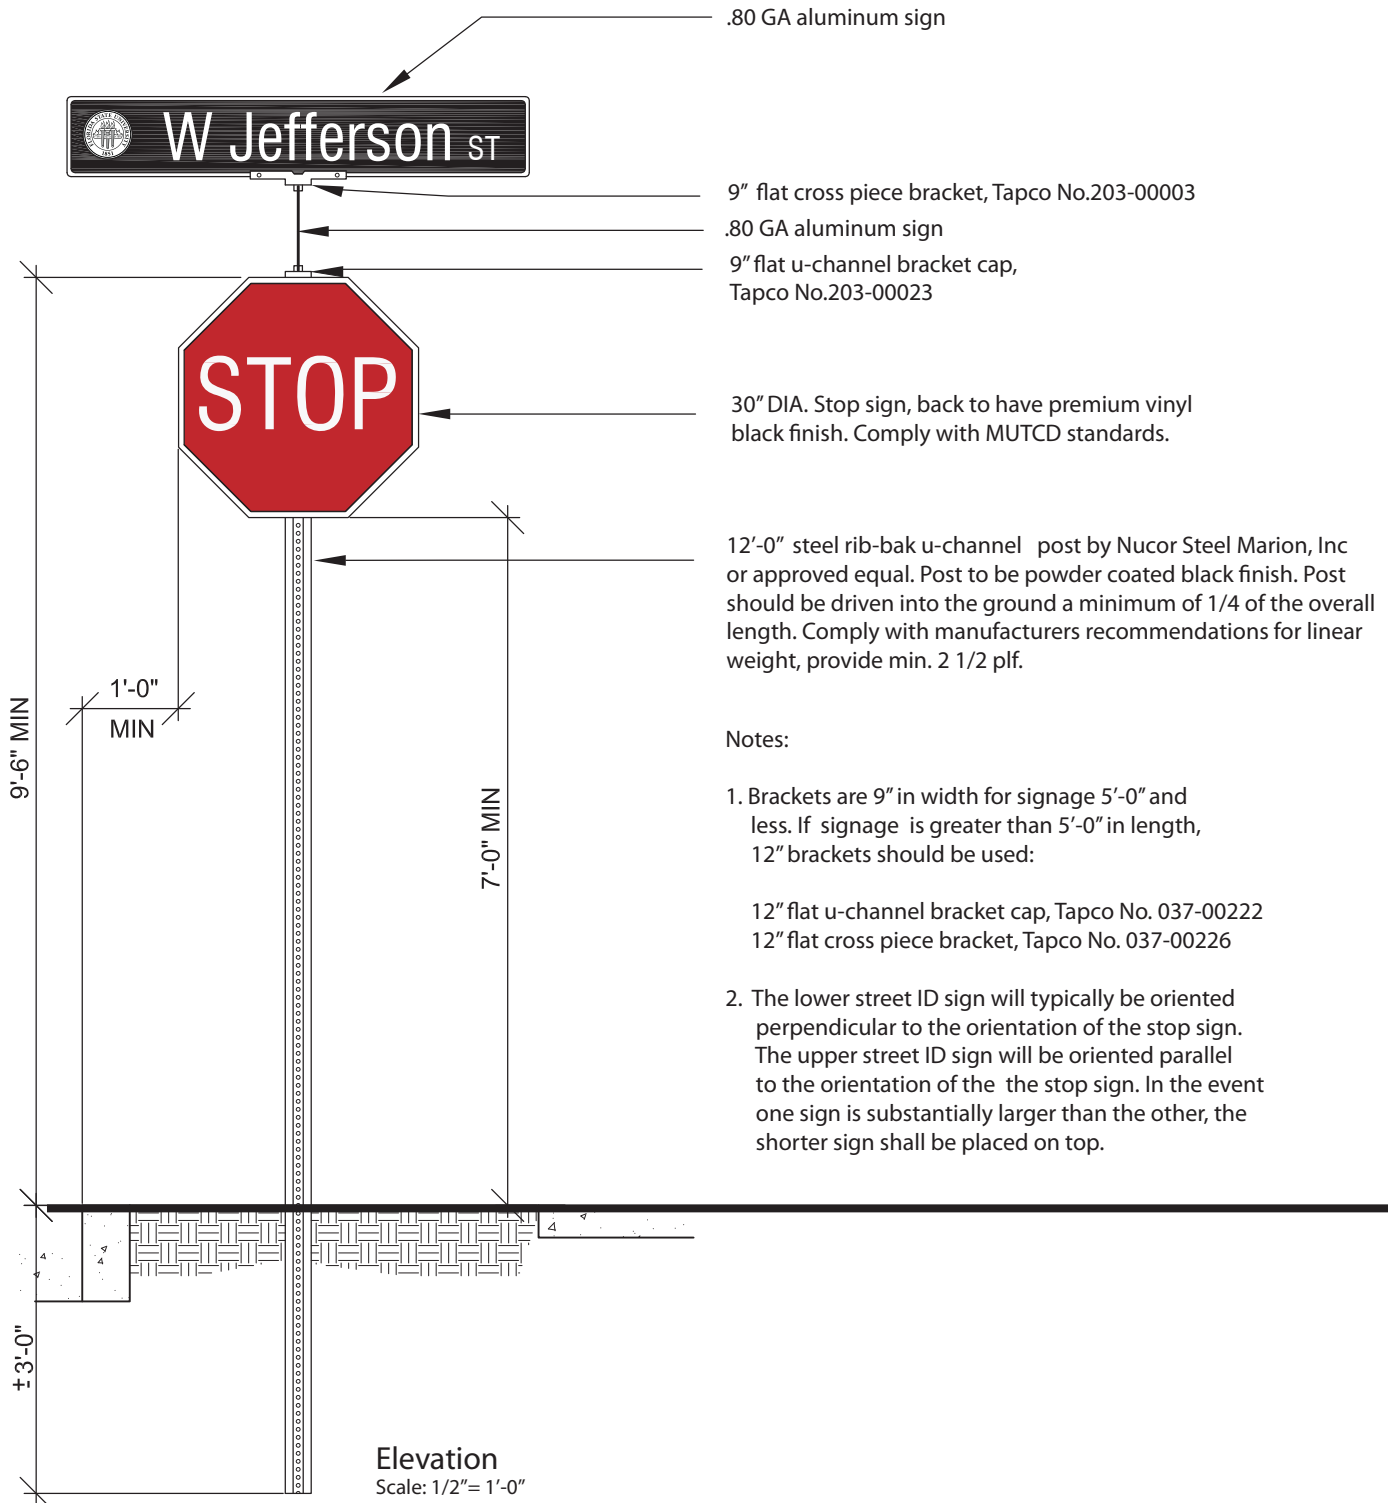 .80 GA aluminum sign
FLORIDA STATE UNIVERSITY
1851
W Jefferson ST
9" flat cross piece bracket, Tapco No.203-00003
.80 GA aluminum sign
9" flat u-channel bracket cap,
Tapco No.203-00023
STOP
30" DIA. Stop sign, back to have premium vinyl
black finish. Comply with MUTCD standards.
12'-0" steel rib-bak u-channel post by Nucor Steel Marion, Inc
or approved equal. Post to be powder coated black finish. Post
should be driven into the ground a minimum of 1/4 of the overall
length. Comply with manufacturers recommendations for linear
weight, provide min. 2 1/2 plf.
1'-0"
MIN
9'-6" MIN
7'-0" MIN
Notes:
1. Brackets are 9" in width for signage 5'-0" and
less. If signage is greater than 5'-0" in length,
12" brackets should be used:
12" flat u-channel bracket cap, Tapco No. 037-00222
12" flat cross piece bracket, Tapco No. 037-00226
2. The lower street ID sign will typically be oriented
perpendicular to the orientation of the stop sign.
The upper street ID sign will be oriented parallel
to the orientation of the the stop sign. In the event
one sign is substantially larger than the other, the
shorter sign shall be placed on top.
±3'-0"
Elevation
Scale: 1/2"= 1'-0"